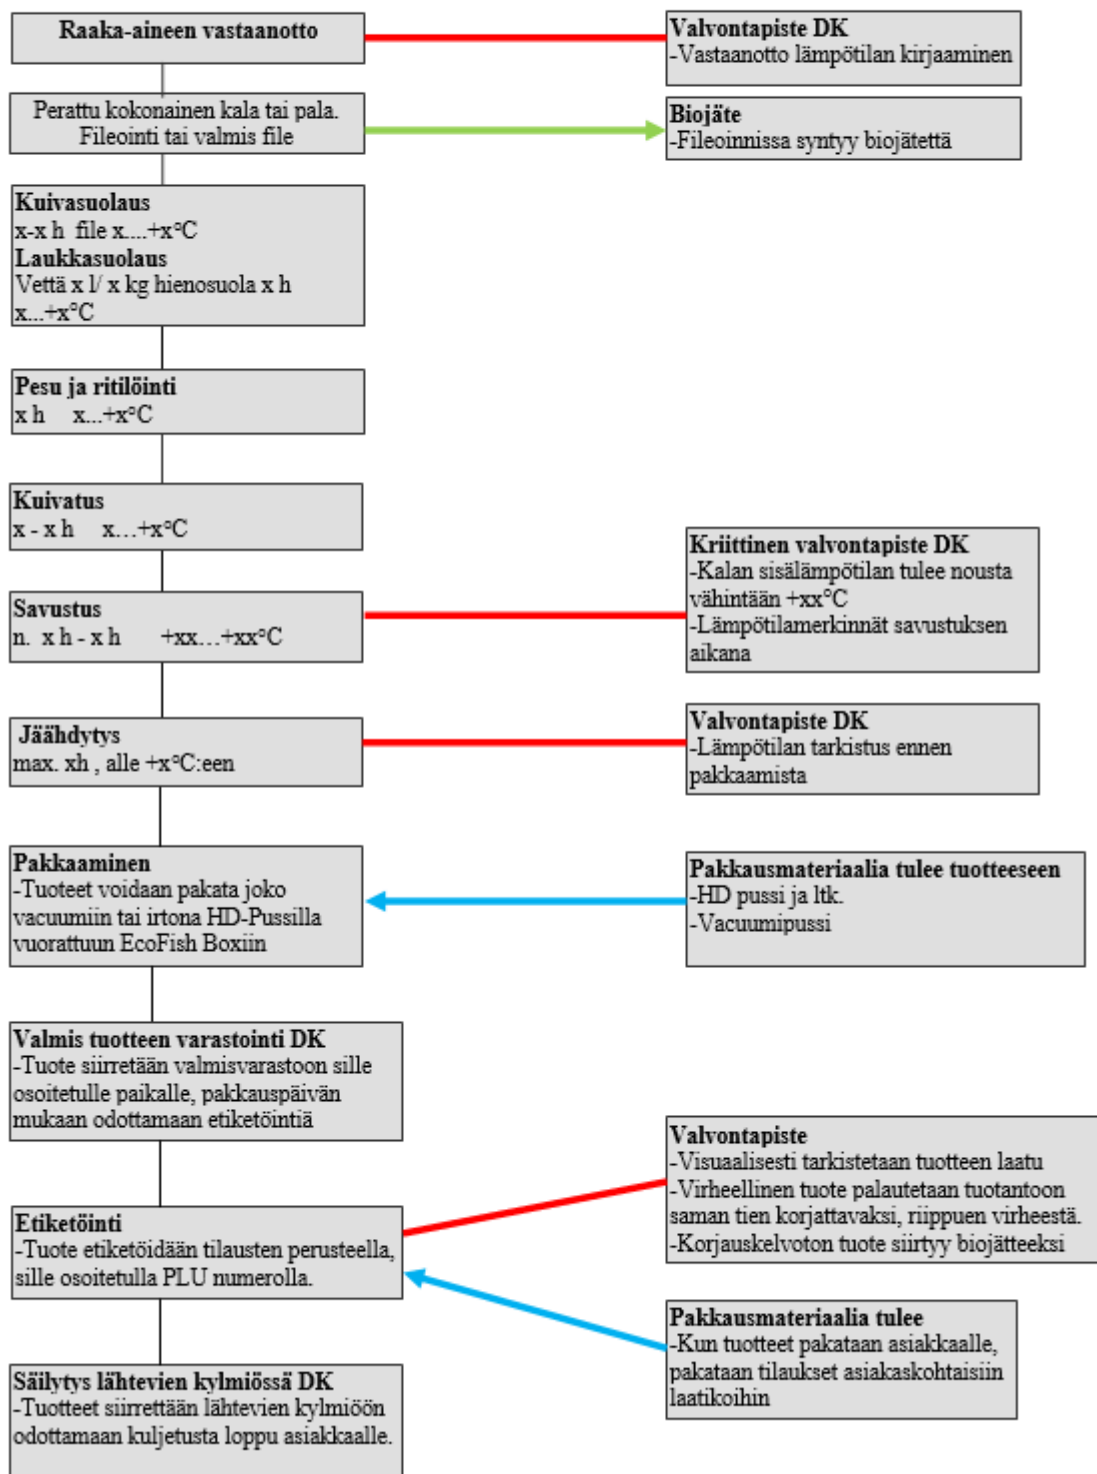 Raaka-aineen vastaanotto
Valvontapiste DK
-Vastaanotto lämpötilan kirjaaminen
Perattu kokonainen kala tai pala.
Fileointi tai valmis file
Biojäte
-Fileoinnissa syntyy biojätettä
Kuivasuolaus
x-x h  file x....+x°C
Laukkasuolaus
Vettä x l/ x kg hienosuola x h
x...+x°C
Pesu ja ritilöinti
x h    x...+x°C
Kuivatus
x - x h    x…+x°C
Savustus
n.  x h - x h      +xx…+xx°C
Kriittinen valvontapiste DK
-Kalan sisälämpötilan tulee nousta
vähintään +xx°C
-Lämpötilamerkinnät savustuksen
aikana
Jäähdytys
max. xh , alle +x°C:een
Valvontapiste DK
-Lämpötilan tarkistus ennen
pakkaamista
Pakkaaminen
-Tuoteet voidaan pakata joko
vacuumiin tai irtona HD-Pussilla
vuorattuun EcoFish Boxiin
Pakkausmateriaalia tulee tuotteeseen
-HD pussi ja ltk.
-Vacuumipussi
Valmis tuotteen varastointi DK
-Tuote siirretään valmisvarastoon sille
osoitetulle paikalle, pakkauspäivän
mukaan odottamaan etiketöintiä
Valvontapiste
-Visuaalisesti tarkistetaan tuotteen laatu
-Virheellinen tuote palautetaan tuotantoon
saman tien korjattavaksi, riippuen virheestä.
-Korjauskelvoton tuote siirtyy biojätteeksi
Etiketöinti
-Tuote etiketöidään tilausten perusteella,
sille osoitetulla PLU numerolla.
Pakkausmateriaalia tulee
-Kun tuotteet pakataan asiakkaalle,
pakataan tilaukset asiakaskohtaisiin
laatikoihin
Säilytys lähtevien kylmiössä DK
-Tuotteet siirrettään lähtevien kylmiöön
odottamaan kuljetusta loppu asiakkaalle.